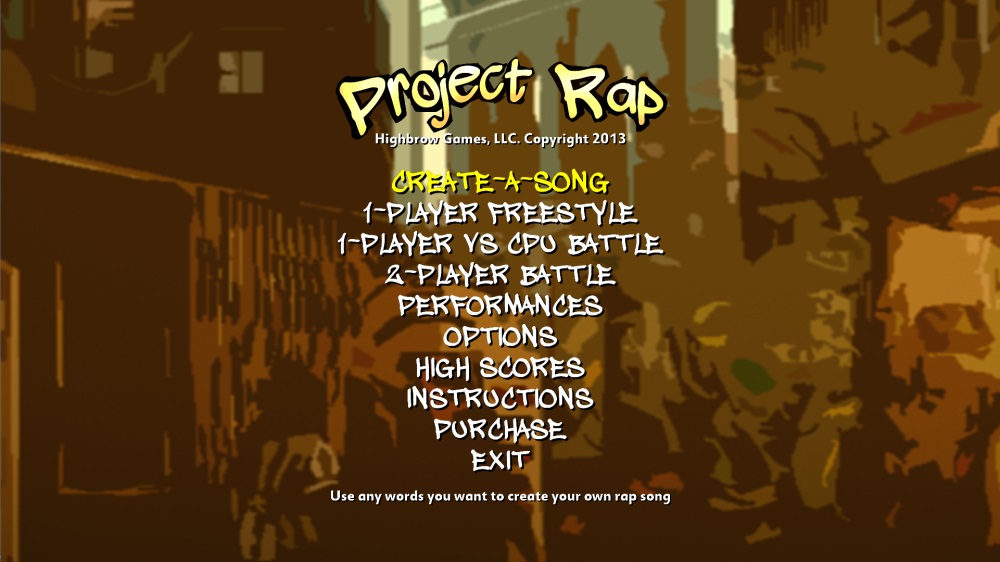 Project Rap
Highbrow Games, LLC. Copyright 2013
CREATE-A-SONG
1-PLAYER FREESTYLE
1-PLAYER VS CPU BATTLE
2-PLAYER BATTLE
PERFORMANCES
OPTIONS
HIGH SCORES
INSTRUCTIONS
PURCHASE
EXIT
Use any words you want to create your own rap song